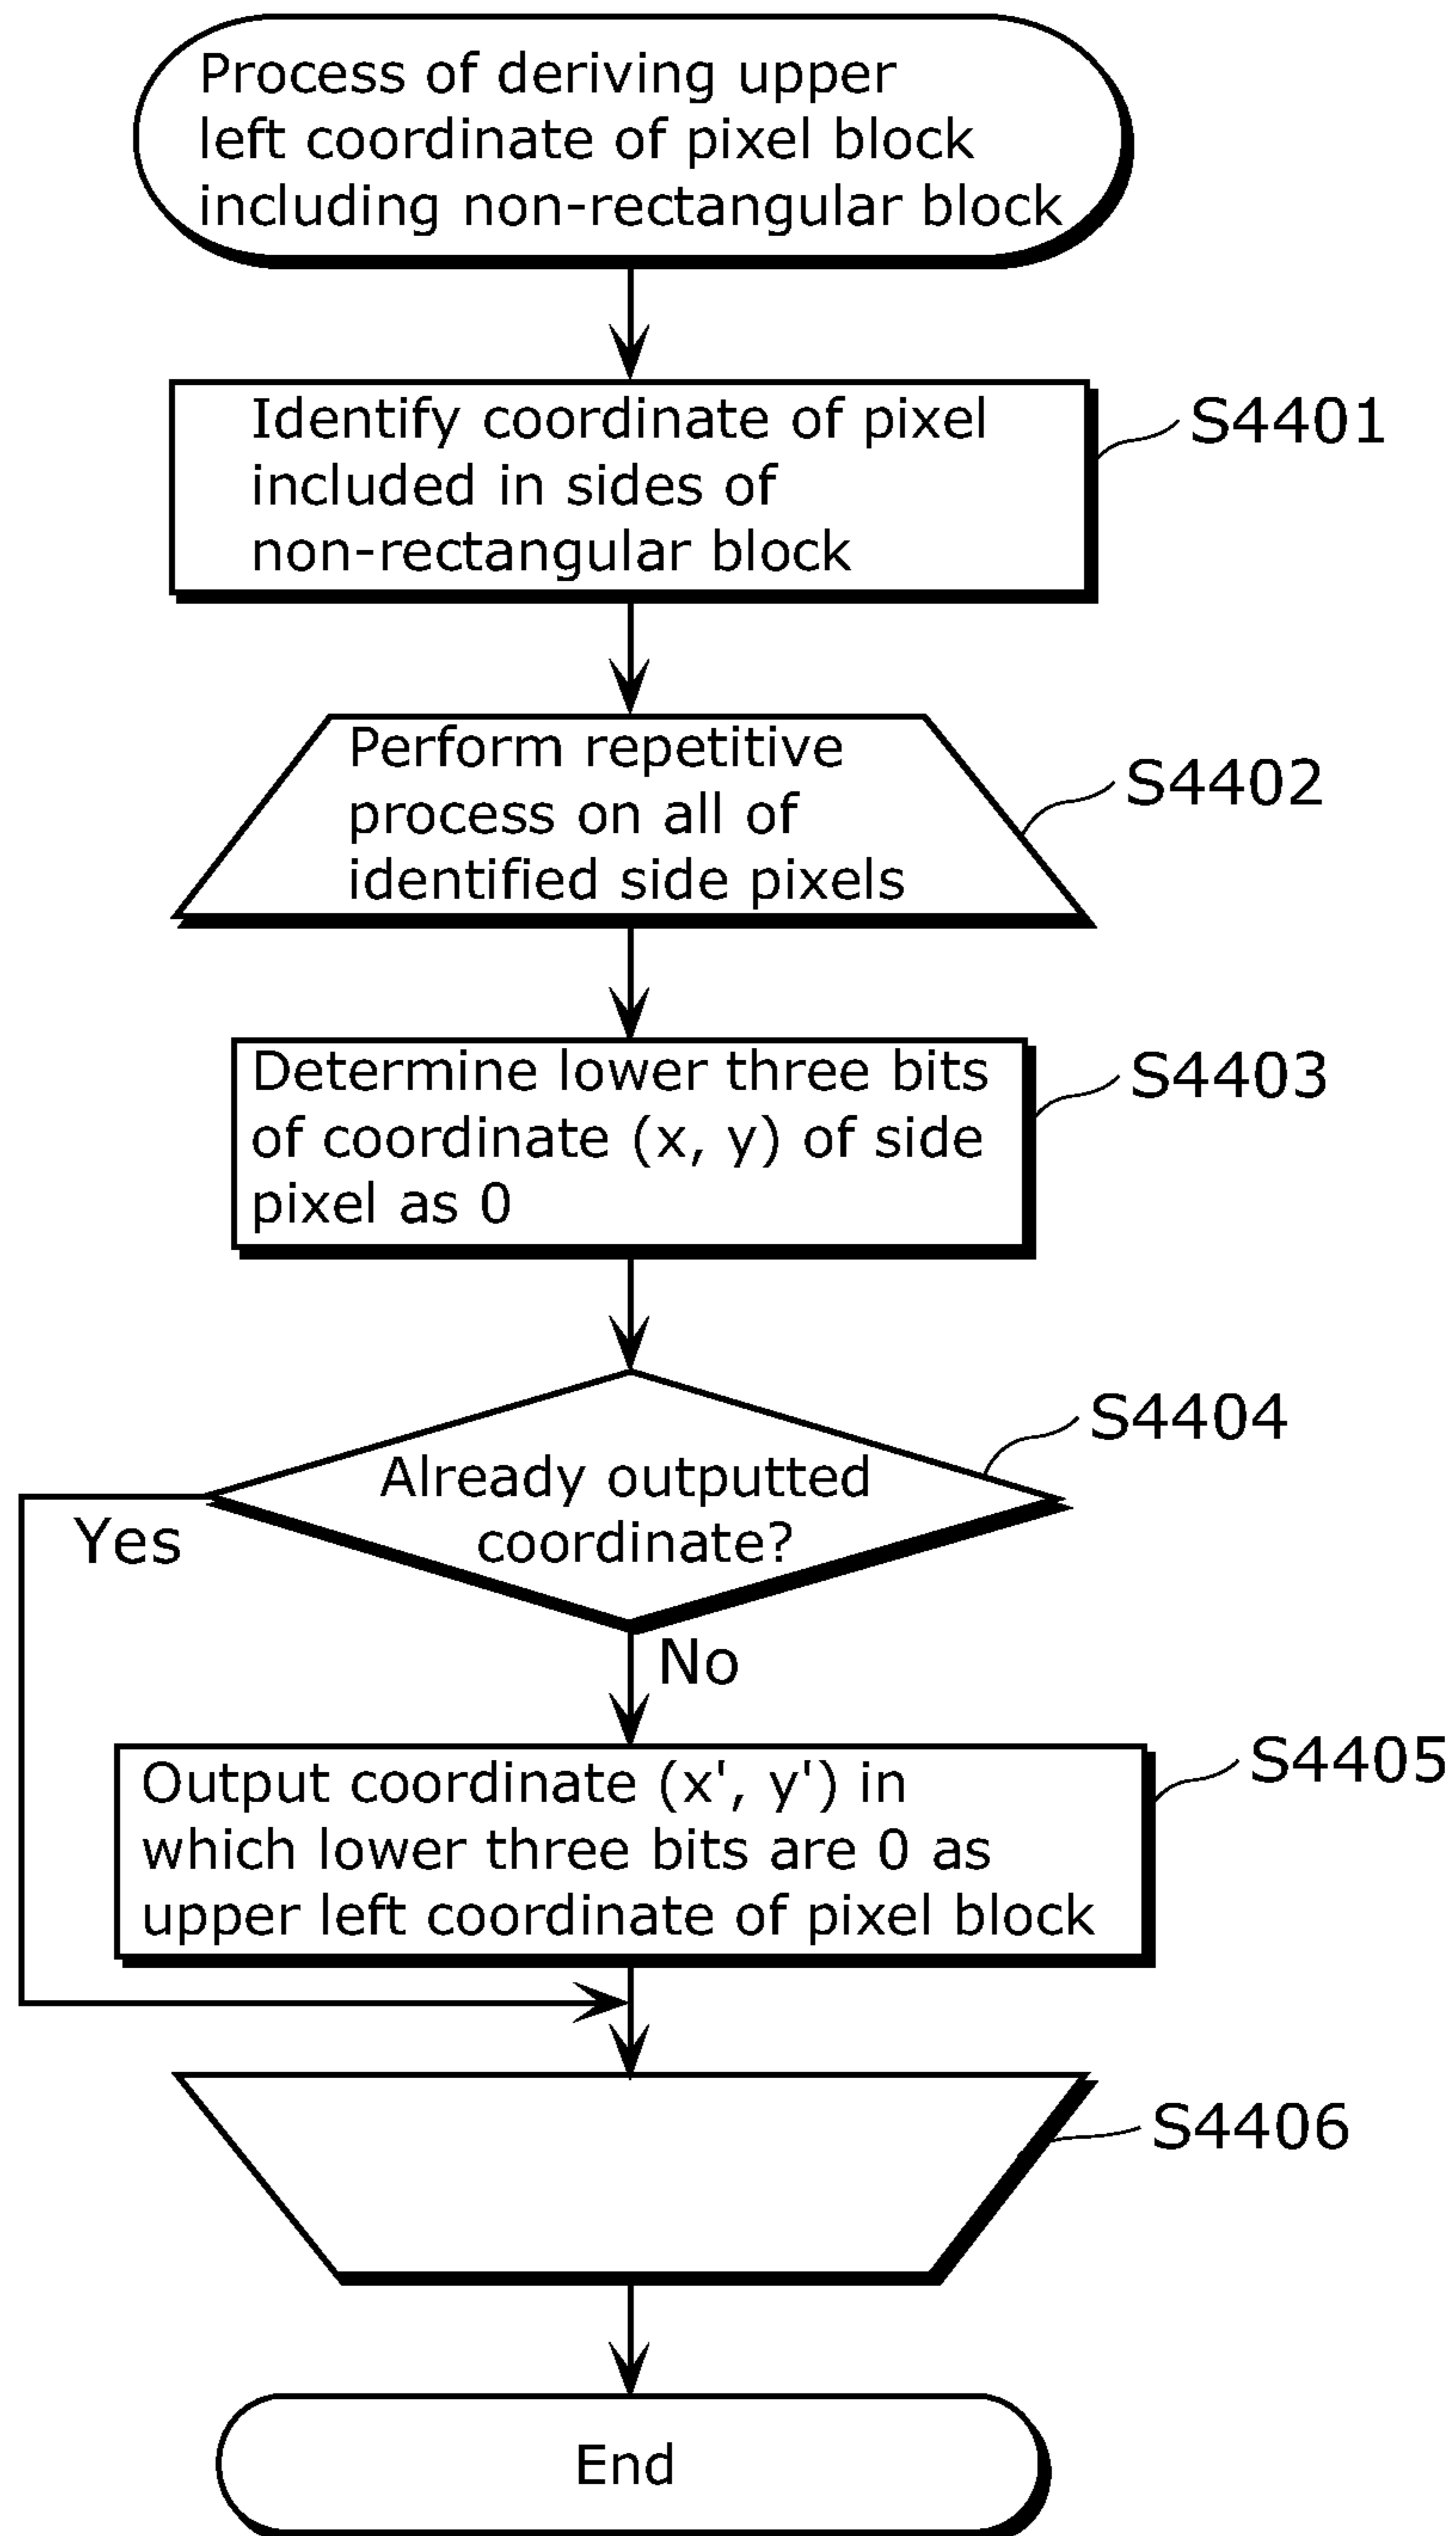 Process of deriving upper
left coordinate of pixel block
including non-rectangular block
Identify coordinate of pixel
included in sides of
non-rectangular block
S4401
Perform repetitive
process on all of
identified side pixels
S4402
Determine lower three bits
of coordinate (x, y) of side
pixel as 0
S4403
Already outputted
coordinate?
S4404
Yes
No
Output coordinate (x', y') in
which lower three bits are 0 as
upper left coordinate of pixel block
S4405
S4406
End